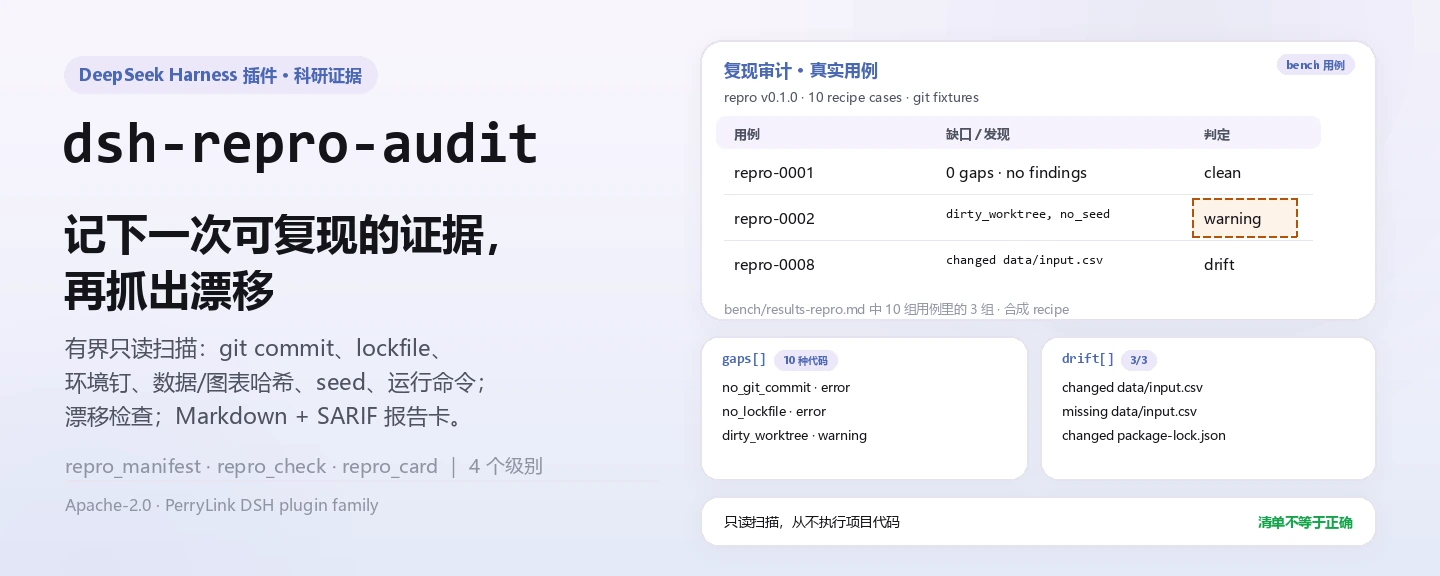 DeepSeek Harness 插件 · 科研证据
dsh-repro-audit
记下一次可复现的证据，
再抓出漂移
有界只读扫描：git commit、lockfile、
环境钉、数据/图表哈希、seed、运行命令；
漂移检查；Markdown + SARIF 报告卡。
repro_manifest · repro_check · repro_card | 4 个级别
Apache-2.0 · PerryLink DSH plugin family
复现审计 · 真实用例
bench 用例
repro v0.1.0 · 10 recipe cases · git fixtures
用例 缺口 / 发现 判定
repro-0001 0 gaps · no findings clean
repro-0002 dirty_worktree, no_seed warning
repro-0008 changed data/input.csv drift
bench/results-repro.md 中 10 组用例里的 3 组 · 合成 recipe
gaps[] 10 种代码
no_git_commit · error
no_lockfile · error
dirty_worktree · warning
drift[] 3/3
changed data/input.csv
missing data/input.csv
changed package-lock.json
只读扫描，从不执行项目代码
清单不等于正确